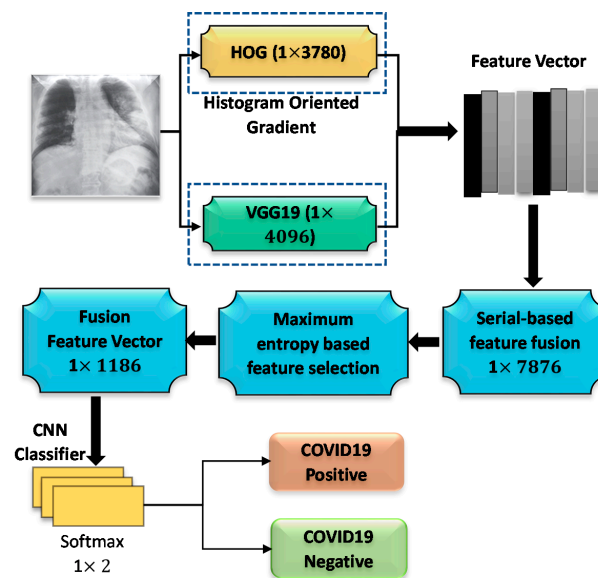 HOG (1×3780)
Histogram Oriented
Gradient
Feature Vector
VGG19 (1×
4096)
Fusion
Feature Vector
1× 1186
Maximum
entropy based
feature selection
Serial-based
feature fusion
1× 7876
CNN
Classifier
Softmax
1× 2
COVID19
Positive
COVID19
Negative